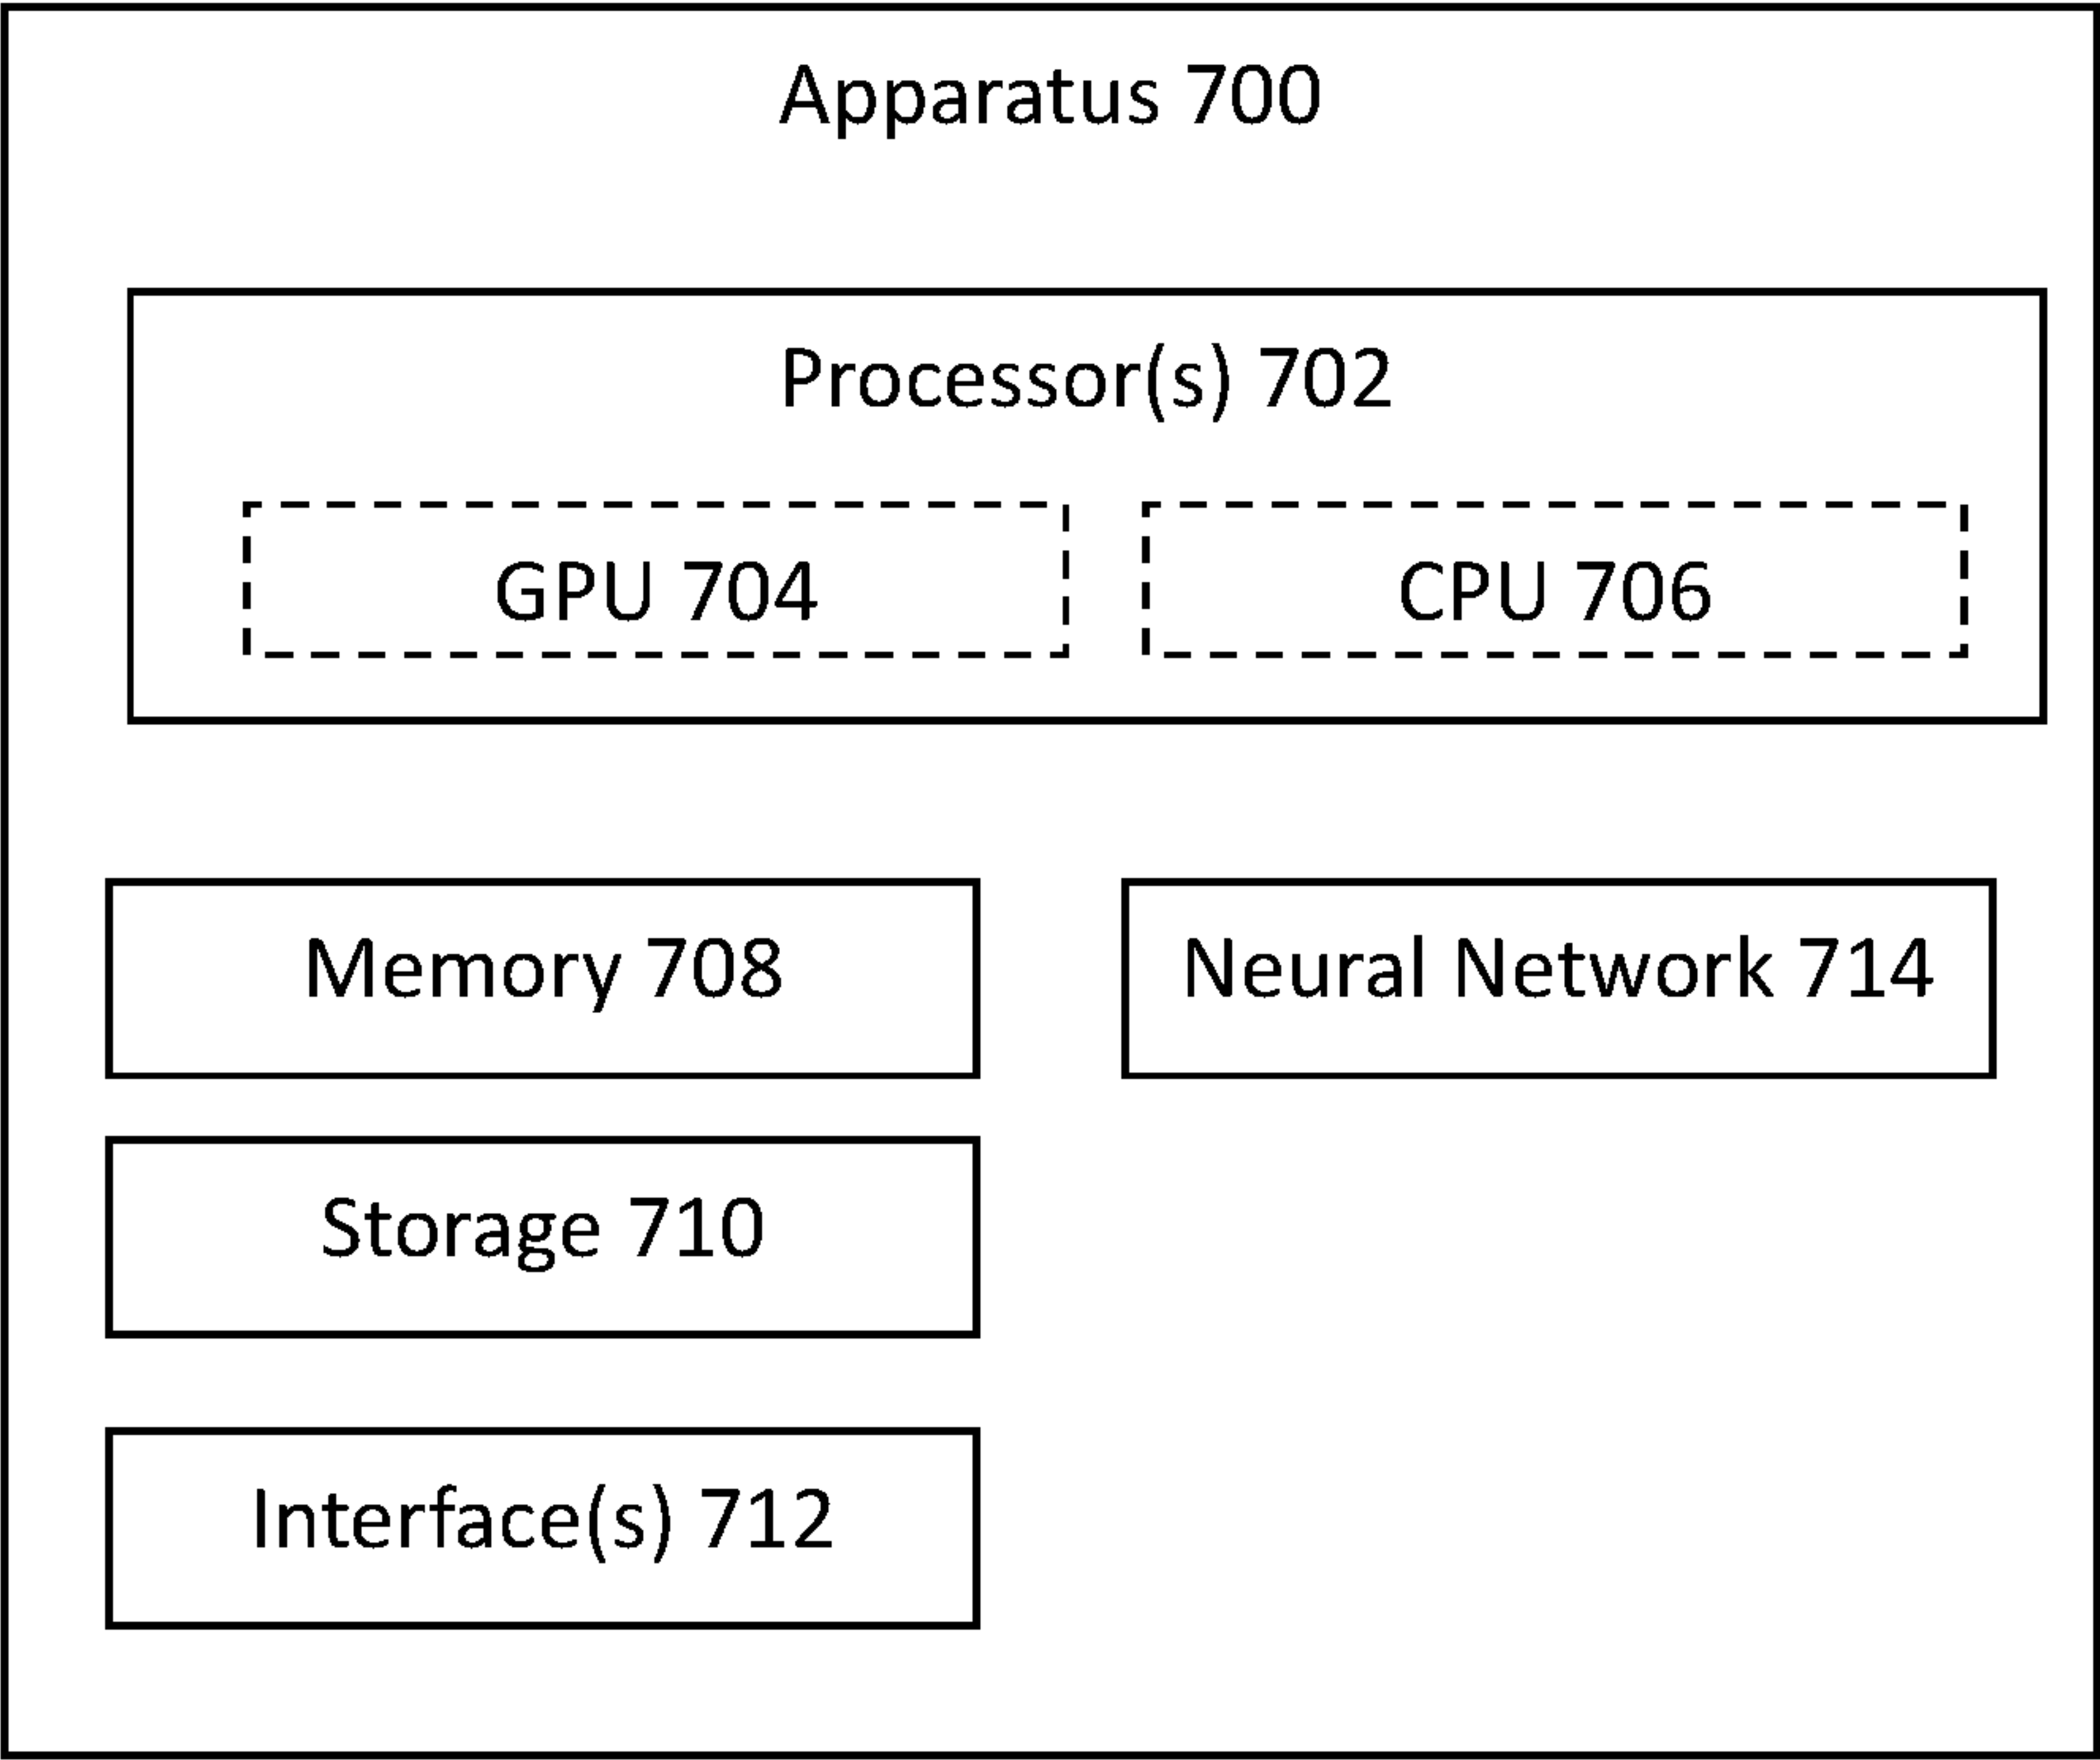 Apparatus 700
Processor(s) 702
GPU 704
CPU 706
Memory 708
Neural Network 714
Storage 710
Interface(s) 712